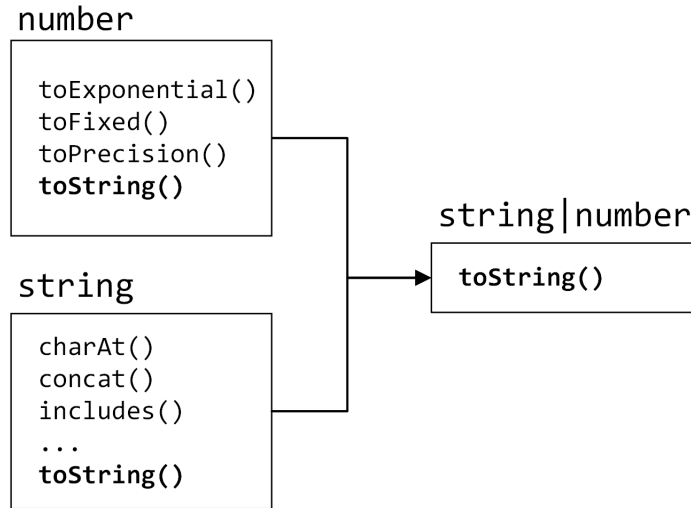 number
toExponential()
toFixed()
toPrecision()
toString()
string
charAt()
concat()
includes()
...
toString()
string|number
toString()